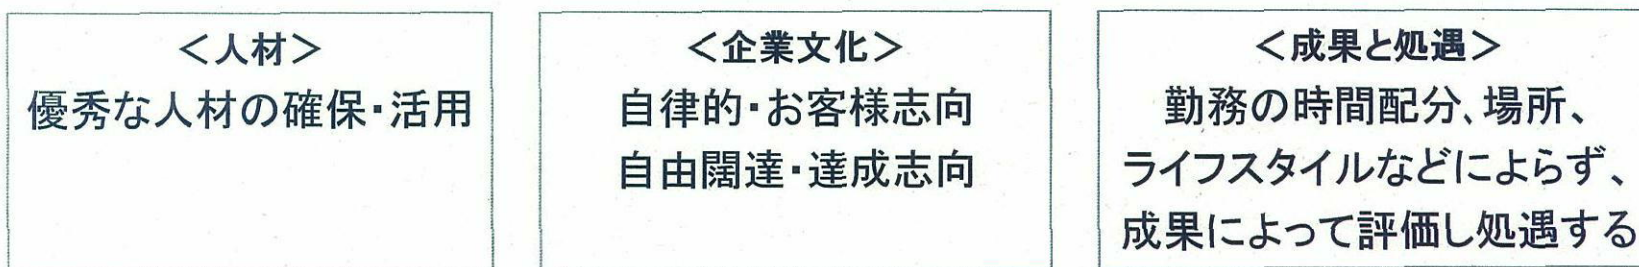 ＜人材＞
優秀な人材の確保・活用
＜企業文化＞
自律的・お客様志向
自由闊達・達成志向
＜成果と処遇＞
勤務の時間配分、場所、
ライフスタイルなどによらず、
成果によって評価し処遇する